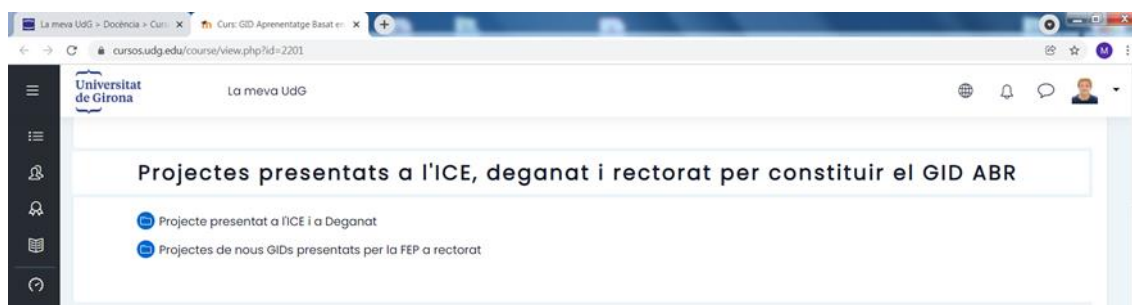 La meva UdG > Docència > Curs
Curs: GID Aprenentatge Basat en
cursos.udg.edu/course/view.php?id=2201
M
Universitat
de Girona
La meva UdG
Projectes presentats a l'ICE, deganat i rectorat per constituir el GID ABR
Projecte presentat a l'ICE i a Deganat
Projectes de nous GIDs presentats per la FEP a rectorat